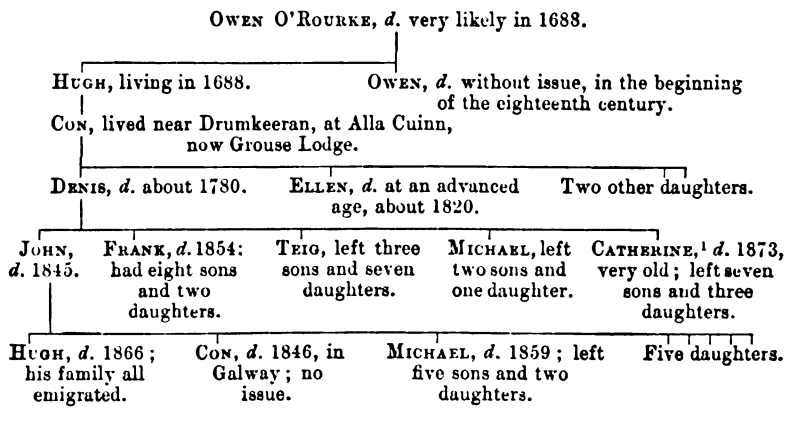 OWEN O'ROURKE, d. very likely in 1688.
HUGH, living in 1688.
OWEN, d. without issue, in the beginning
of the eighteenth century.
CON, lived near Drumkeeran, at Alla Cuinn,
now Grouse Lodge.
DENIS, d. about 1780.
ELLEN, d. at an advanced
age, about 1820.
Two other daughters.
JOHN,
d. 1845.
FRANK, d. 1854:
had eight sons
and two
daughters.
TEIG, left three
sons and seven
daughters.
MICHAEL, left
two sons and
one daughter.
CATHERINE,¹ d. 1873,
very old; left seven
sons and three
daughters.
HUGH, d. 1866;
his family all
emigrated.
CON, d. 1846, in
Galway; no
issue.
MICHAEL, d. 1859; left
five sons and two
daughters.
Five daughters.